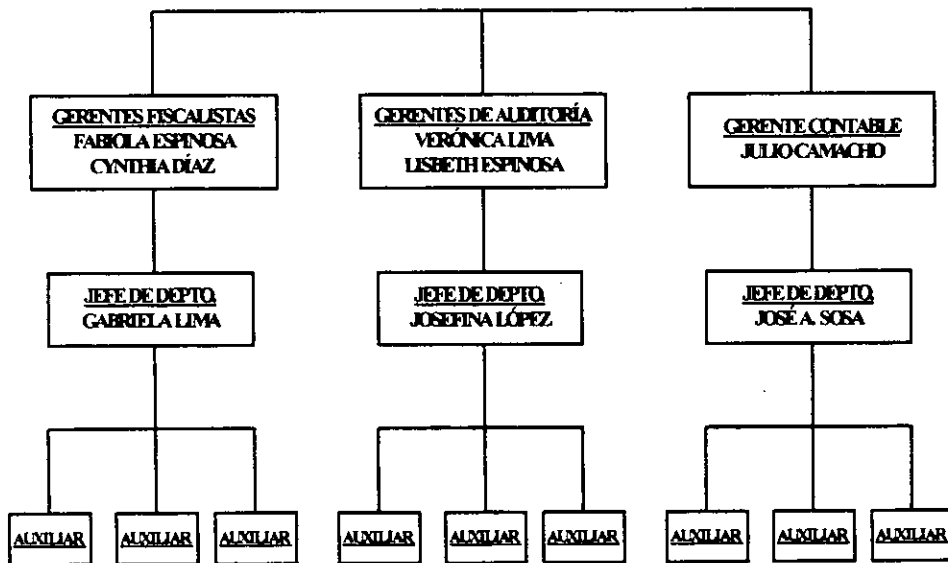 GERENTES FISCALISTAS
FABIOLA ESPINOSA
CYNTHIA DÍAZ
GERENTES DE AUDITORÍA
VERÓNICA LIMA
LISBETH ESPINOSA
GERENTE CONTABLE
JULIO CAMACHO
JEFE DE DEPTO.
GABRIELA LIMA
JEFE DE DEPTO.
JOSEFINA LÓPEZ
JEFE DE DEPTO.
JOSÉ A. SOSA
AUXILIAR
AUXILIAR
AUXILIAR
AUXILIAR
AUXILIAR
AUXILIAR
AUXILIAR
AUXILIAR
AUXILIAR